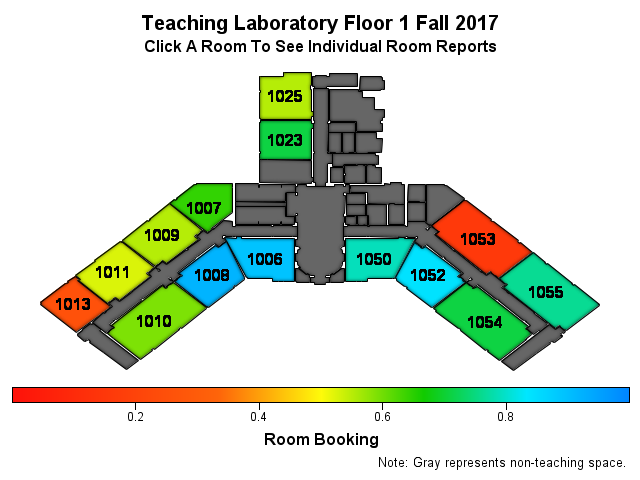 Teaching Laboratory Floor 1 Fall 2017
Click A Room To See Individual Room Reports
1025
1023
1007
1009
1011
1013
1006
1008
1010
1050
1052
1053
1055
1054
0.2 0.4 0.6 0.8
Room Booking
Note: Gray represents non-teaching space.